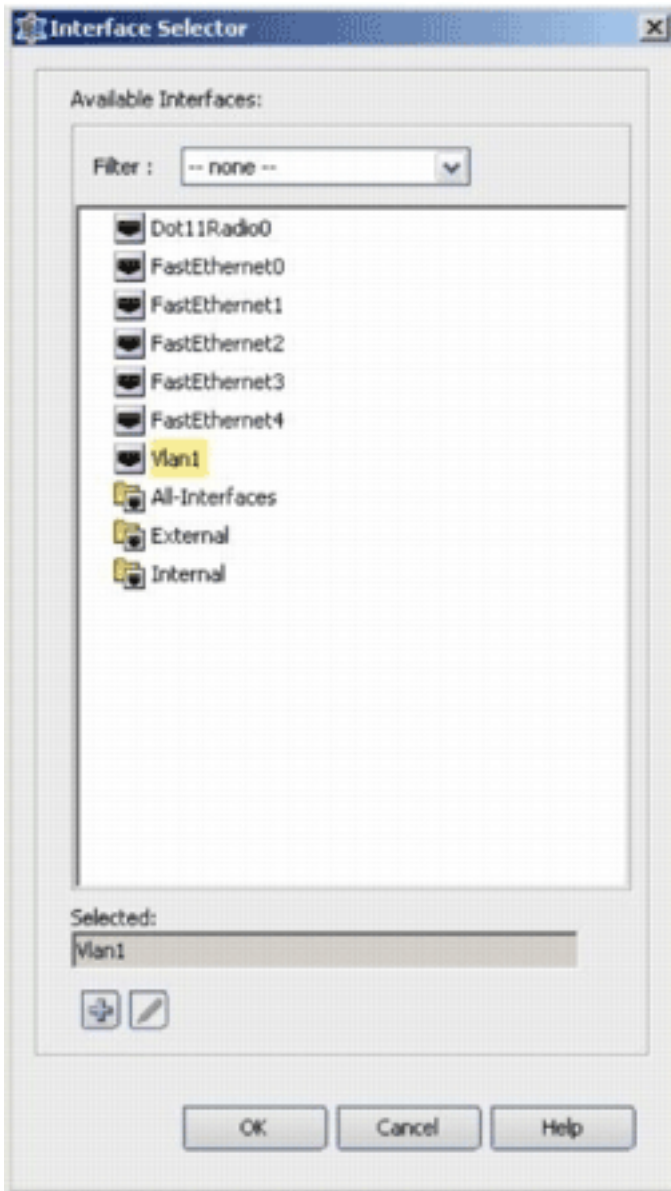 Interface Selector
Available Interfaces:
Filter : -- none --
Dot11Radio0
FastEthernet0
FastEthernet1
FastEthernet2
FastEthernet3
FastEthernet4
Vlan1
All-Interfaces
External
Internal
Selected:
Vlan1
OK Cancel Help